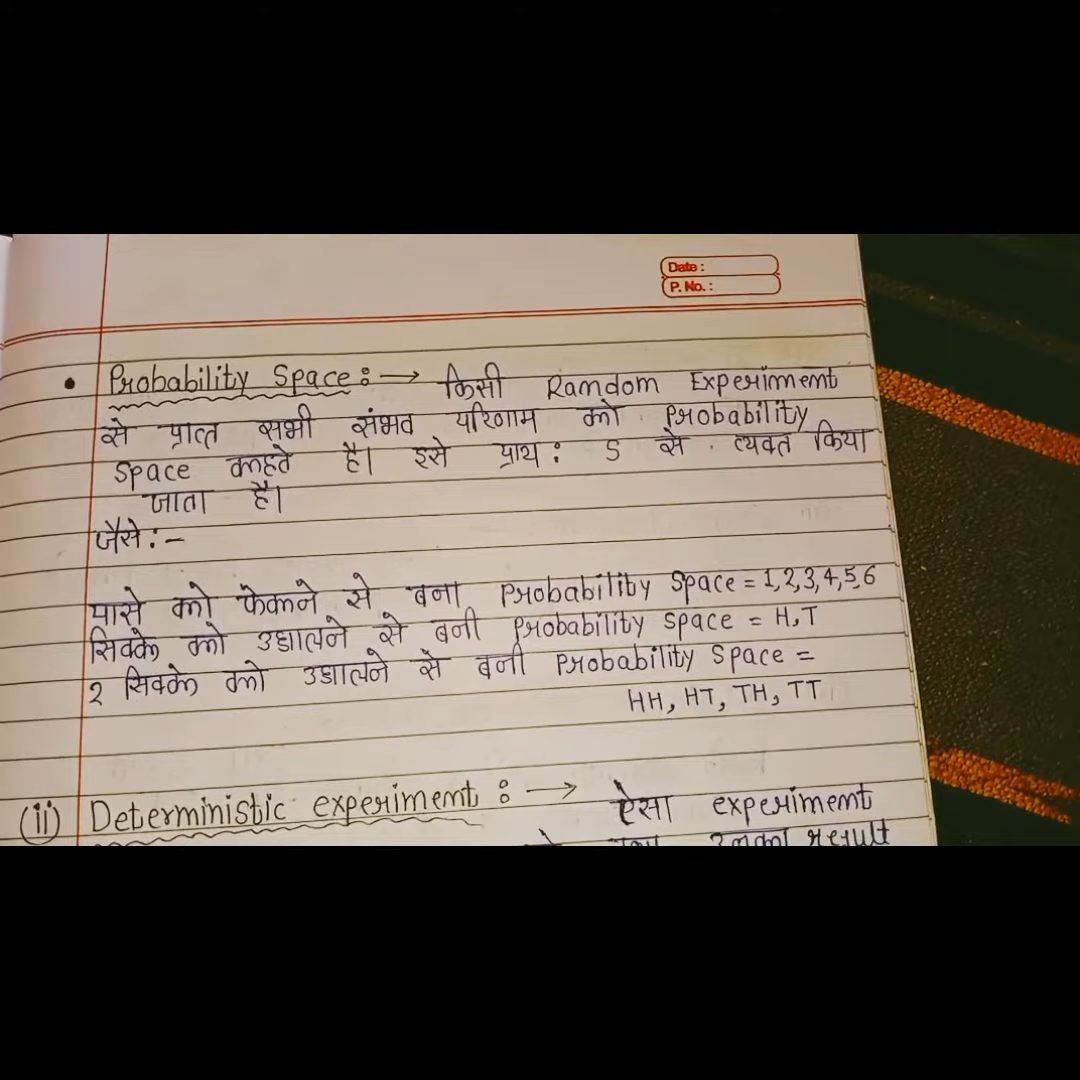 Date :
P. No. :
• Probability Space :→ किसी Random Experiment
से प्राप्त सभी संभव परिणाम को Probability
Space कहते है। इसे प्राय : S से व्यक्त किया
जाता है।
जैसे :-
पासे को फेकने से बना Probability Space = 1,2,3,4,5,6
सिक्के को उछालने से बनी Probability Space = H,T
2 सिक्के को उछालने से बनी Probability Space =
HH, HT, TH, TT
(ii) Deterministic experiment :→ ऐसा experiment
उनका result